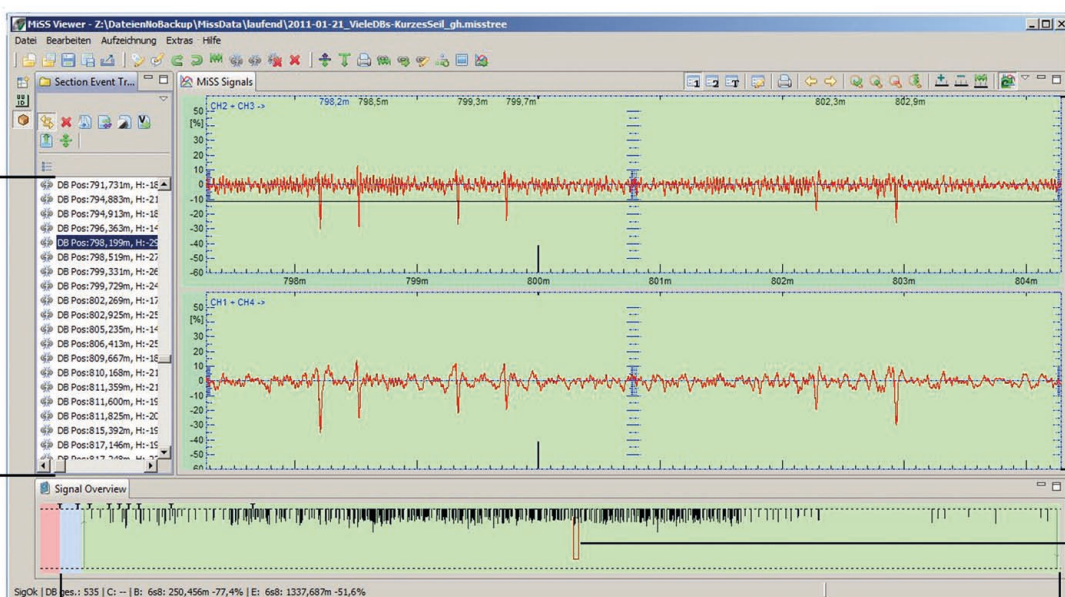 MiSS Viewer - Z:\DateienNoBackup\MissData\laufend\2011-01-21_VieleDBs-KurzesSeil_gh.misstree
Datei Bearbeiten Aufzeichnung Extras Hilfe
Section Event Tr...
MiSS Signals
DB Pos:791,731m, H:-18
DB Pos:794,883m, H:-21
DB Pos:794,913m, H:-18
DB Pos:796,363m, H:-14
DB Pos:798,199m, H:-29
DB Pos:798,519m, H:-27
DB Pos:799,331m, H:-26
DB Pos:799,729m, H:-24
DB Pos:802,269m, H:-17
DB Pos:802,925m, H:-25
DB Pos:805,235m, H:-14
DB Pos:806,413m, H:-25
DB Pos:809,667m, H:-18
DB Pos:810,168m, H:-21
DB Pos:811,359m, H:-21
DB Pos:811,600m, H:-19
DB Pos:811,825m, H:-20
DB Pos:815,392m, H:-19
DB Pos:817,146m, H:-19
CH2 + CH3 -> 798,2m 798,5m 799,3m 799,7m 802,3m 802,9m
50
[%]
30
20
10
0
-10
-20
-30
-40
-50
-60
798m 799m 800m 801m 802m 803m 804m
CH1 + CH4 ->
50
[%]
30
20
10
0
-10
-20
-30
-40
-50
-60
Signal Overview
SigOk | DB ges.: 535 | C: -- | B: 6s8: 250,456m -77,4% | E: 6s8: 1337,687m -51,6%